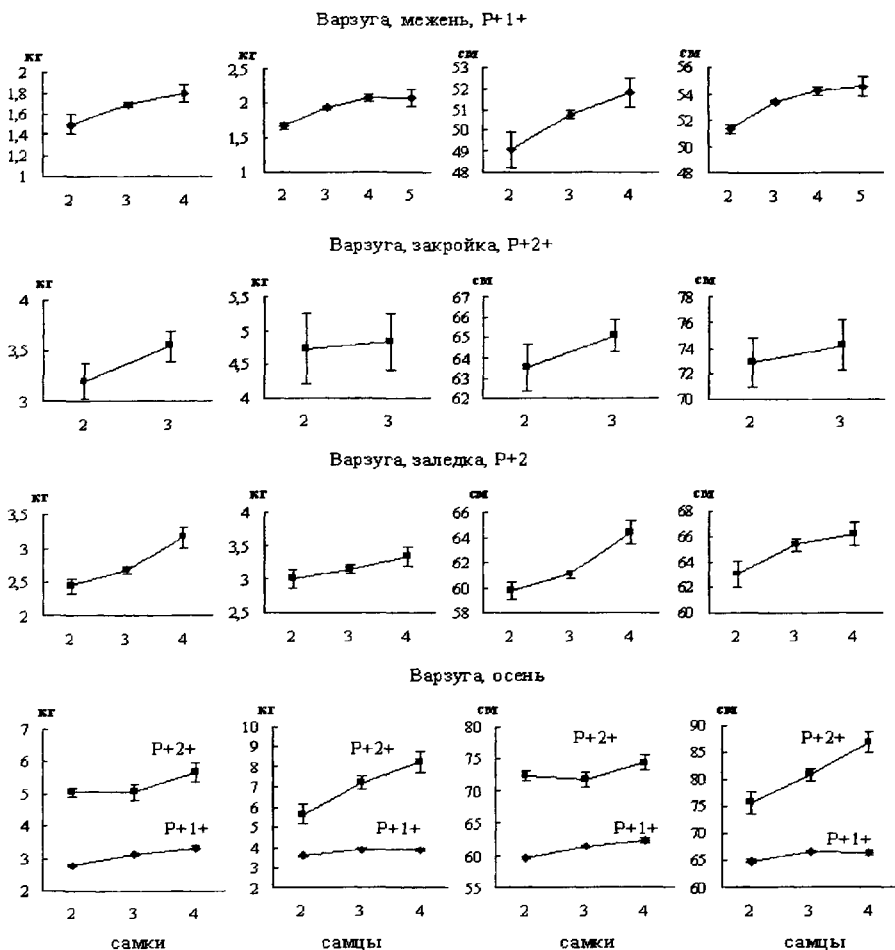 Варзуга, межень, Р+1+
кг кг см см
2 2,5 53 56
1,8 52 54
1,6 2 51 52
1,4 1,5 50 50
1,2 49
1 1 48 48
2 3 4 2 3 4 5 2 3 4 2 3 4 5
Варзуга, закройка, Р+2+
кг кг см см
4 5,5 67 78
66 76
5 65 74
3,5 4,5 64 72
63
3 4 62 70
2 3 2 3 2 3 2 3
Варзуга, заледка, Р+2
кг кг см см
3,5 4 66 68
3 3,5 64 66
2,5 3 62 64
60 62
2 2,5 58 60
2 3 4 2 3 4 2 3 4 2 3 4
Варзуга, осень
кг кг см см
7 10 80 90
6 9 75 85
5 8 70 80
4 7 65 75
3 6 60 70
2 5 55 65
4 60
3
2
Р+2+ Р+2+ Р+2+ Р+2+
Р+1+ Р+1+ Р+1+ Р+1+
2 3 4 2 3 4 2 3 4 2 3 4
самки самцы самки самцы